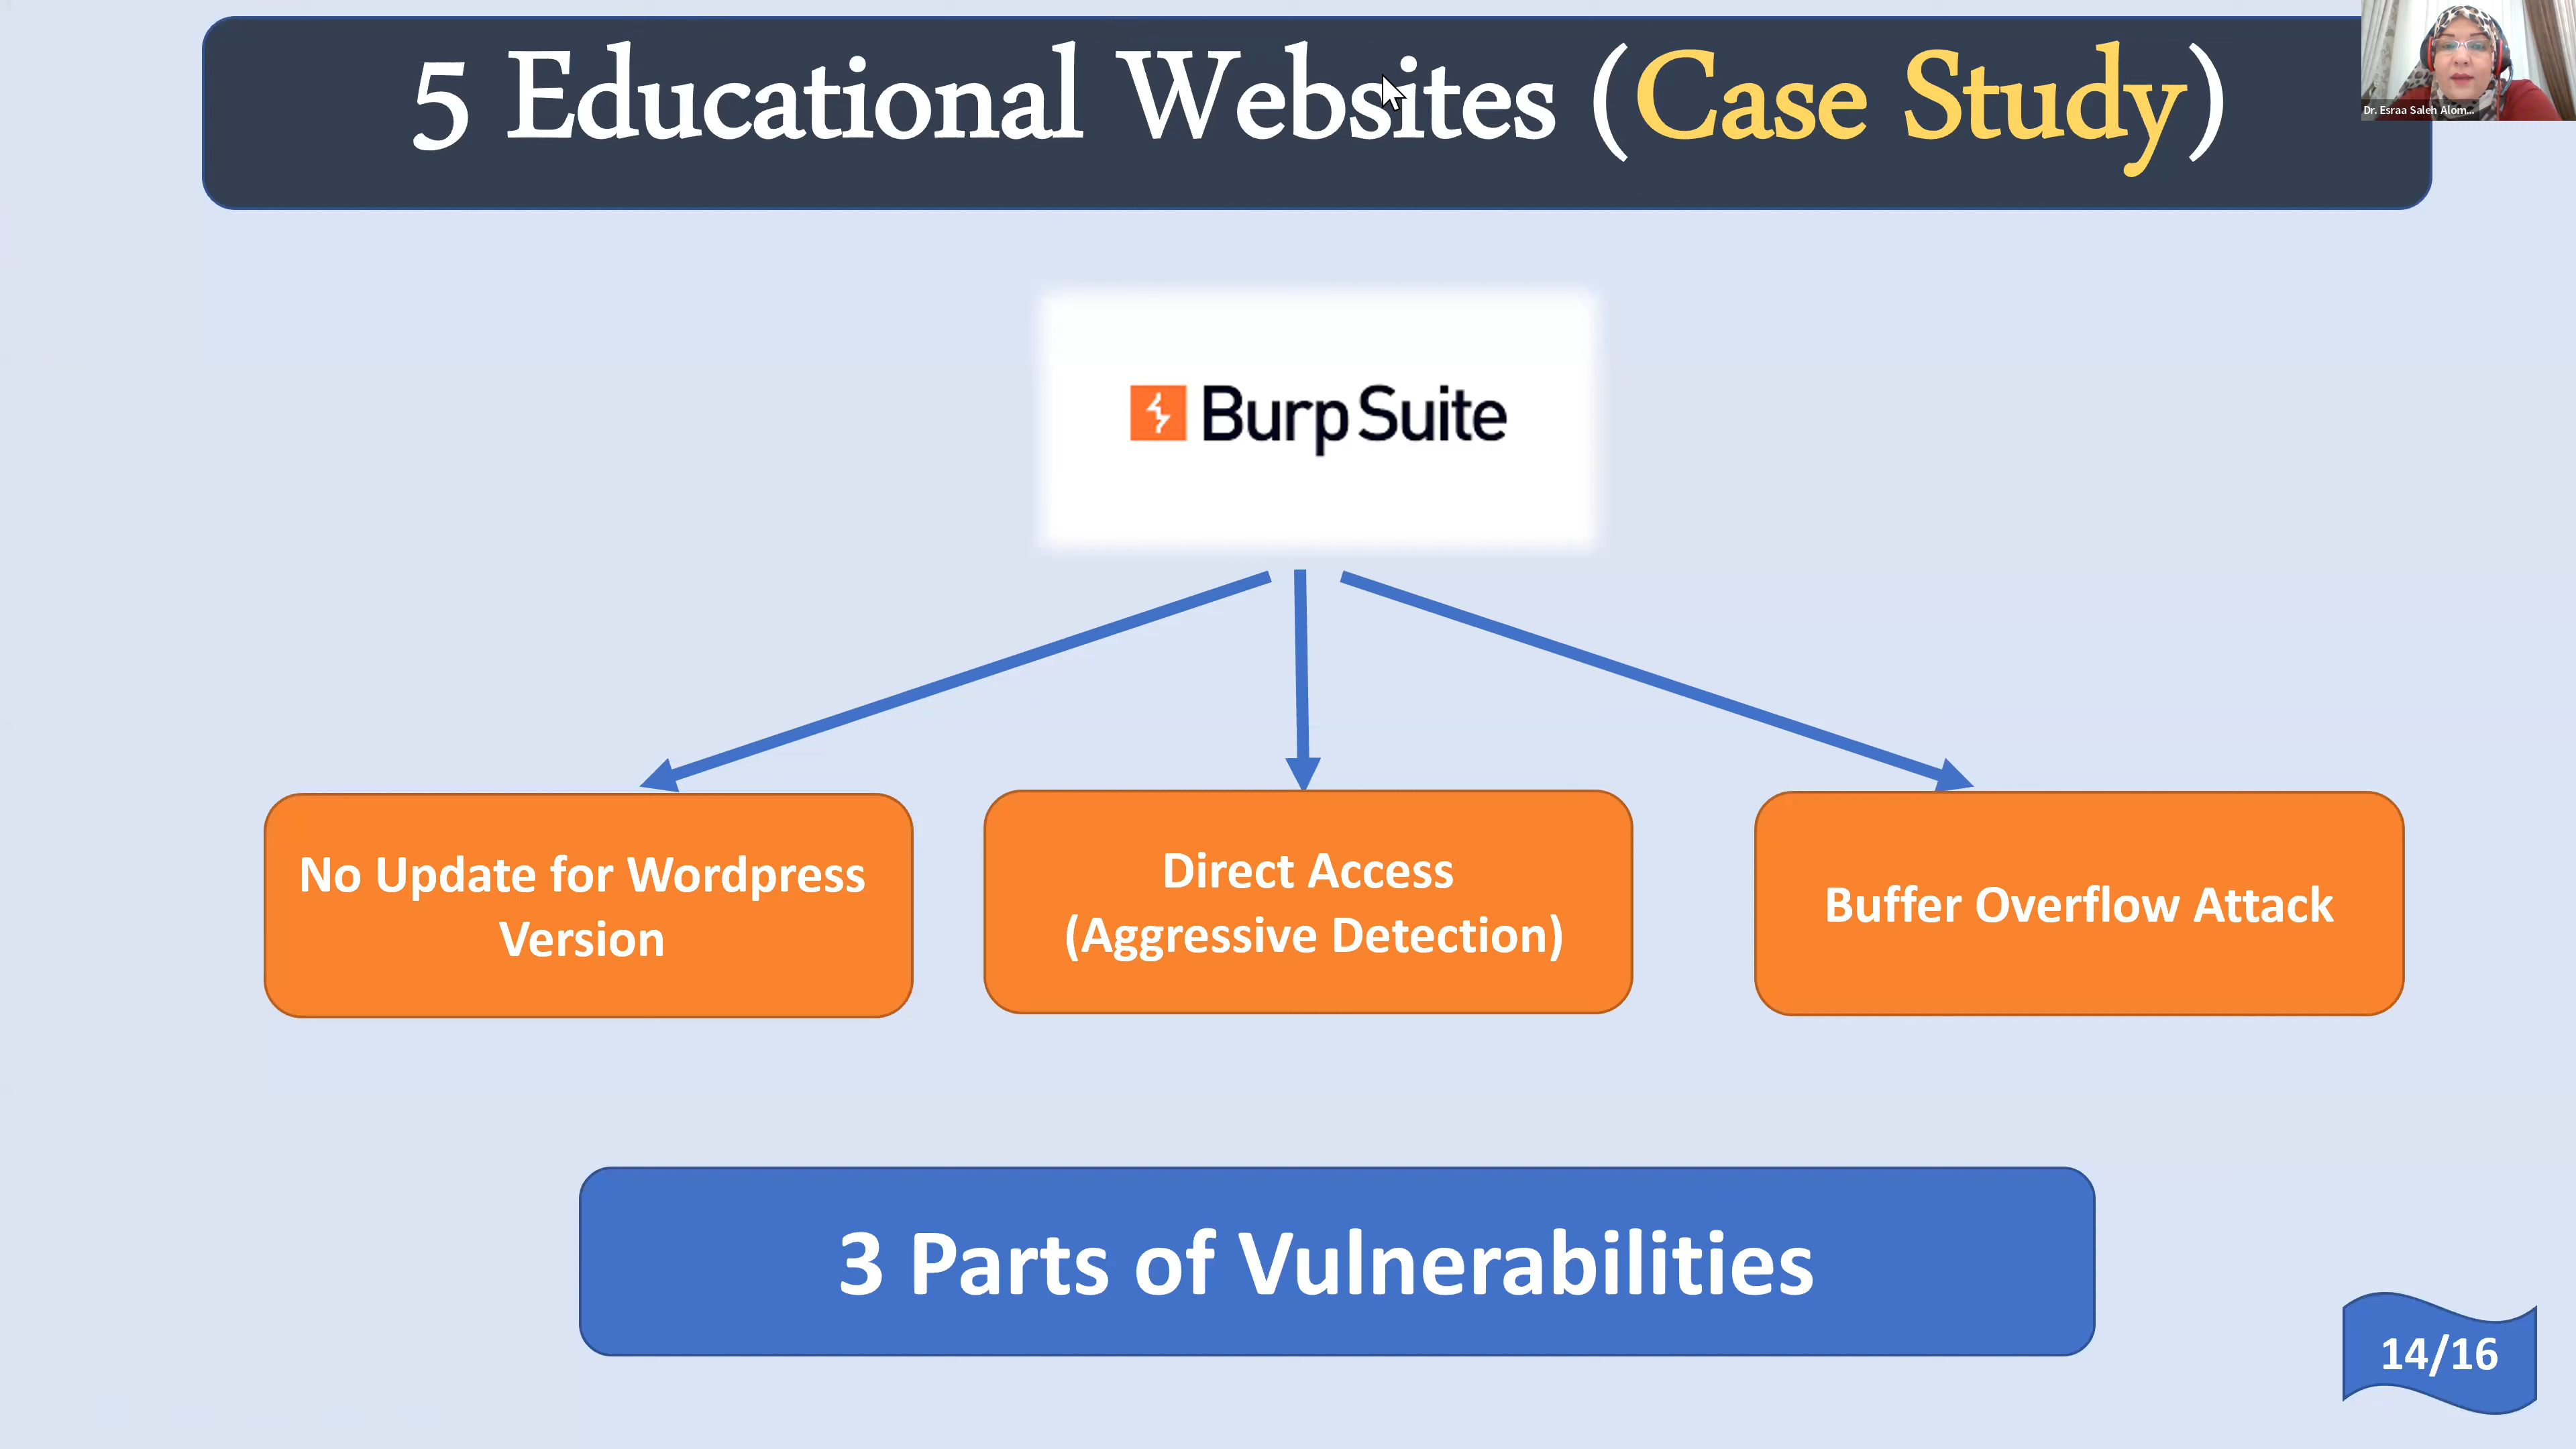 5 Educational Websites (Case Study)
Dr. Esraa Saleh Alom...
Burp Suite
No Update for Wordpress
Version
Direct Access
(Aggressive Detection)
Buffer Overflow Attack
3 Parts of Vulnerabilities
14/16